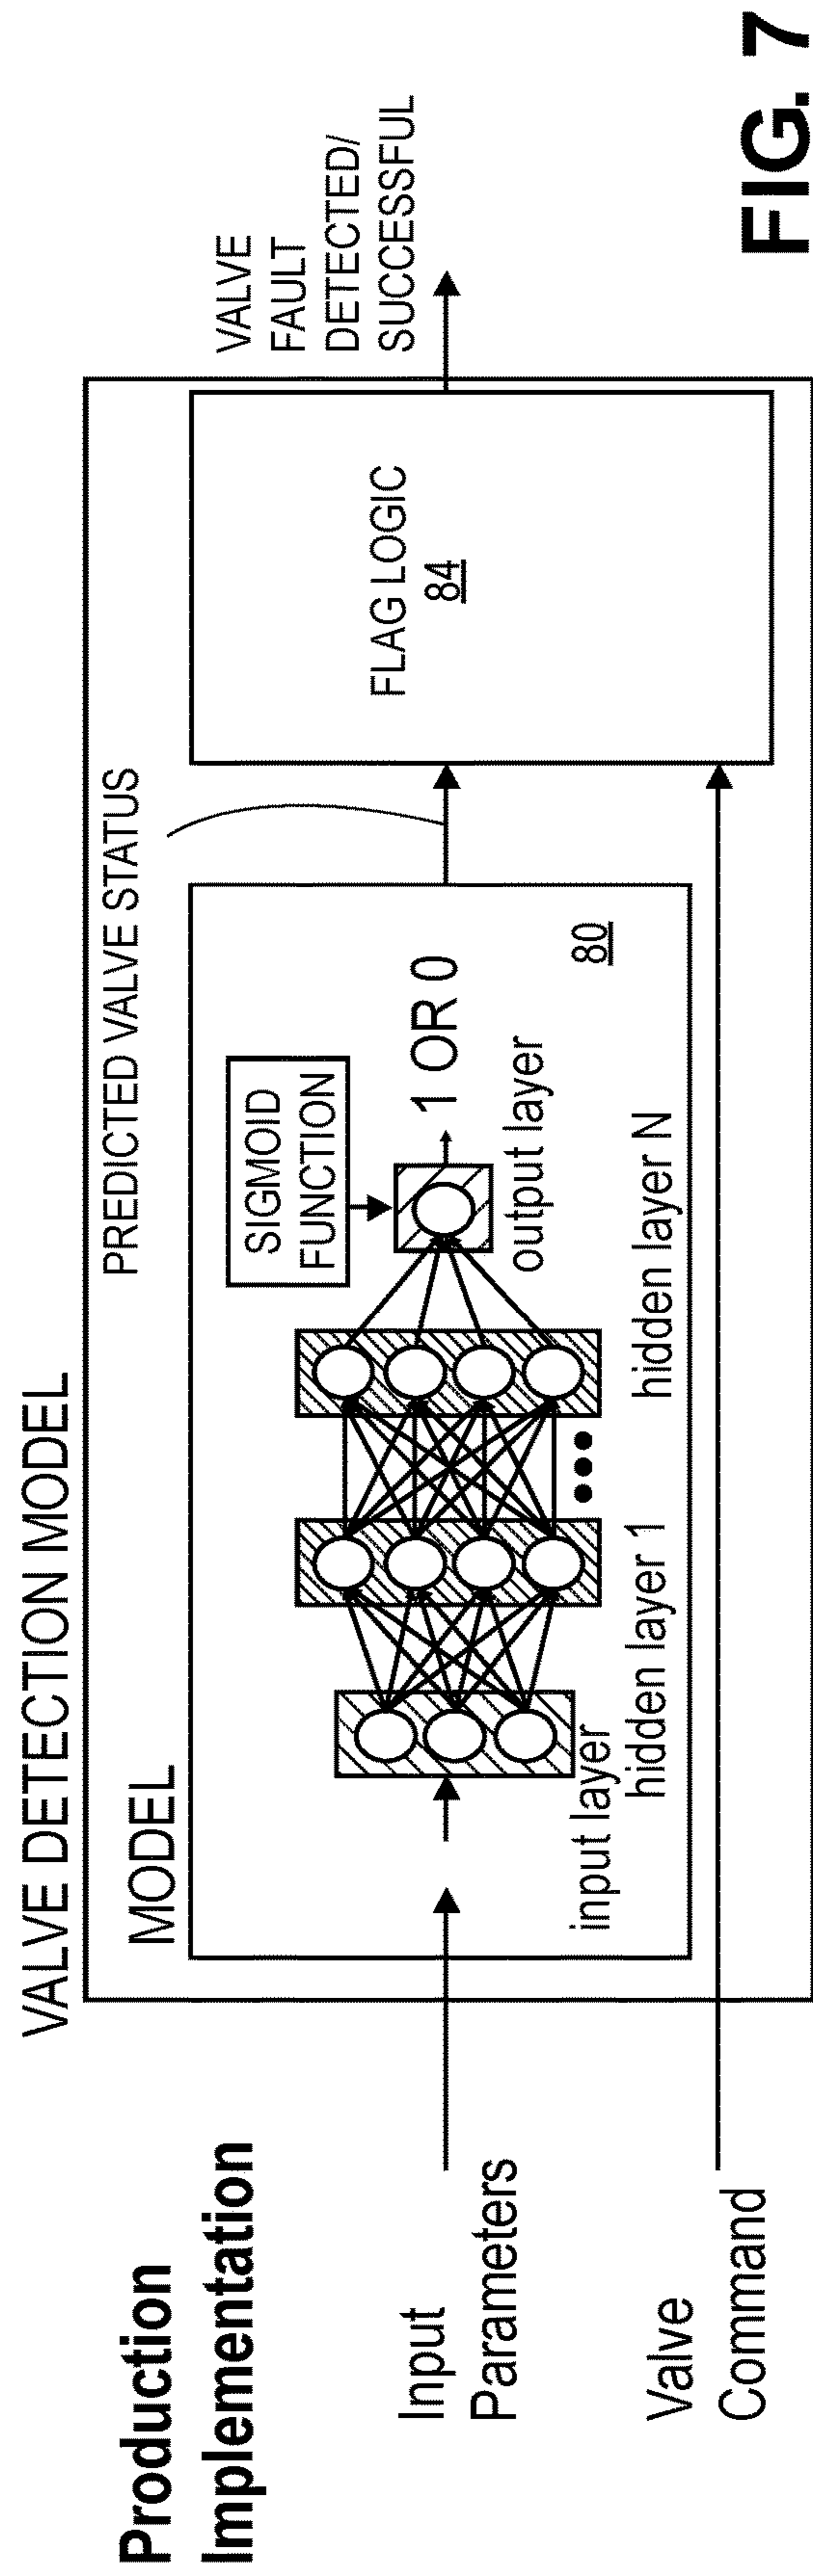 Production
Implementation
VALVE DETECTION MODEL
MODEL
PREDICTED VALVE STATUS
Input
Parameters
Valve
Command
input layer
hidden layer 1
hidden layer N
output layer
SIGMOID
FUNCTION
1 OR 0
80
FLAG LOGIC
84
VALVE
FAULT
DETECTED/
SUCCESSFUL
FIG. 7